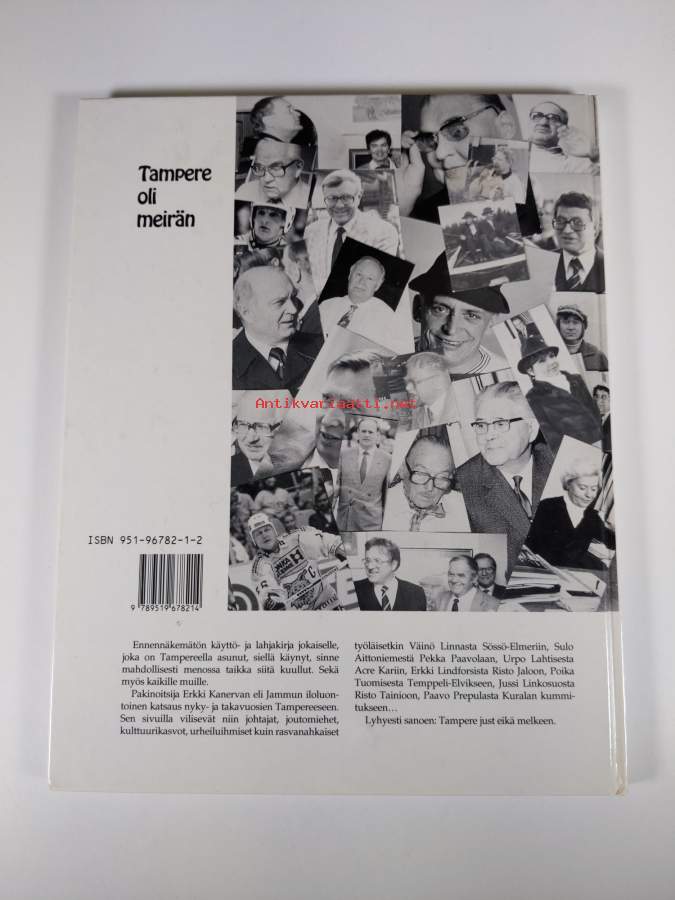 Tampere
oli
meirän
Antikvariaatti.net
ISBN 951-96782-1-2
9 789519 678214
Ennennäkemätön käyttö- ja lahjakirja jokaiselle,
joka on Tampereella asunut, siellä käynyt, sinne
mahdollisesti menossa taikka siitä kuullut. Sekä
myös kaikille muille.
Pakinoitsija Erkki Kanervan eli Jammun iloluon-
toinen katsaus nyky- ja takavuosien Tampereeseen.
Sen sivuilla vilisevät niin johtajat, joutomiehet,
kulttuurikasvot, urheiluihmiset kuin rasvanahkaiset
työläisetkin Väinö Linnasta Sössö-Elmeriin, Sulo
Aittoniemestä Pekka Paavolaan, Urpo Lahtisesta
Acre Kariin, Erkki Lindforsista Risto Jaloon, Poika
Tuomisesta Temppeli-Elvikseen, Jussi Linkosuosta
Risto Tainioon, Paavo Prepulasta Kuralan kummi-
tukseen...
Lyhyesti sanoen: Tampere just eikä melkeen.